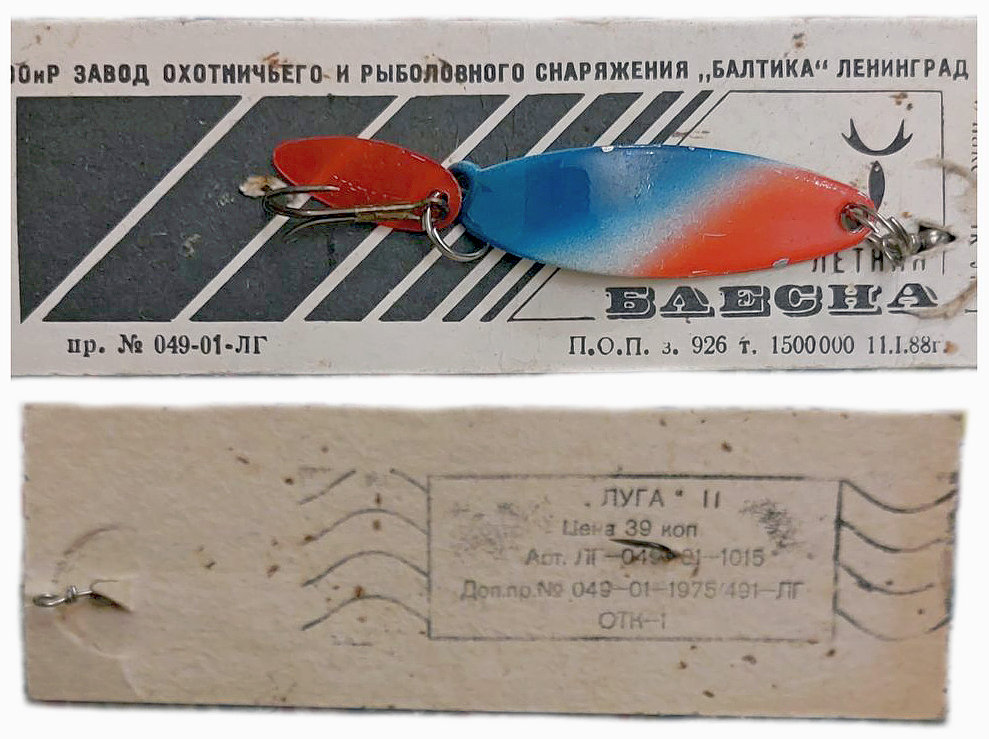 ООиР ЗАВОД ОХОТНИЧЬЕГО И РЫБОЛОВНОГО СНАРЯЖЕНИЯ „БАЛТИКА“ ЛЕНИНГРАД
ЛЕТНЯЯ
БЛЕСНА
пр. № 049-01-ЛГ
П.О.П. з. 926 т. 1500000 11.I.88г.
„ЛУГА" II
Цена 39 коп
Арт. ЛГ-049-01-1015
Доп.пр.№ 049-01-1975/491-ЛГ
ОТК-1